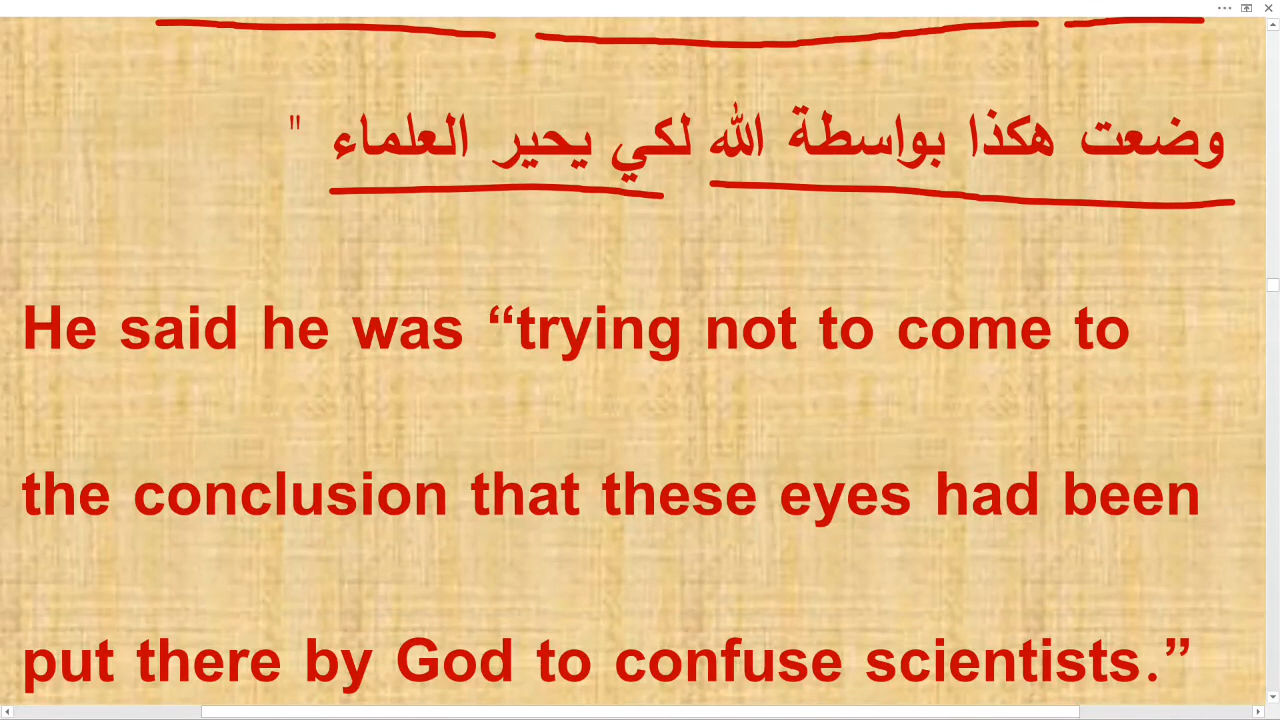 وضعت هكذا بواسطة الله لكي يحير العلماء "
He said he was “trying not to come to
the conclusion that these eyes had been
put there by God to confuse scientists.”